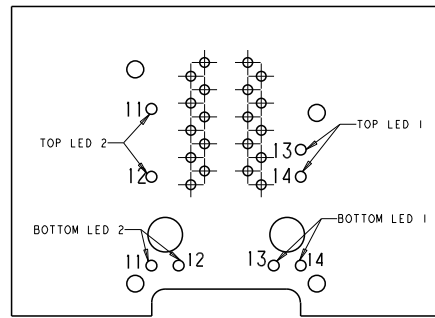 11
TOP LED 2
12
TOP LED 1
13
14
BOTTOM LED 2
BOTTOM LED 1
11
12
13
14